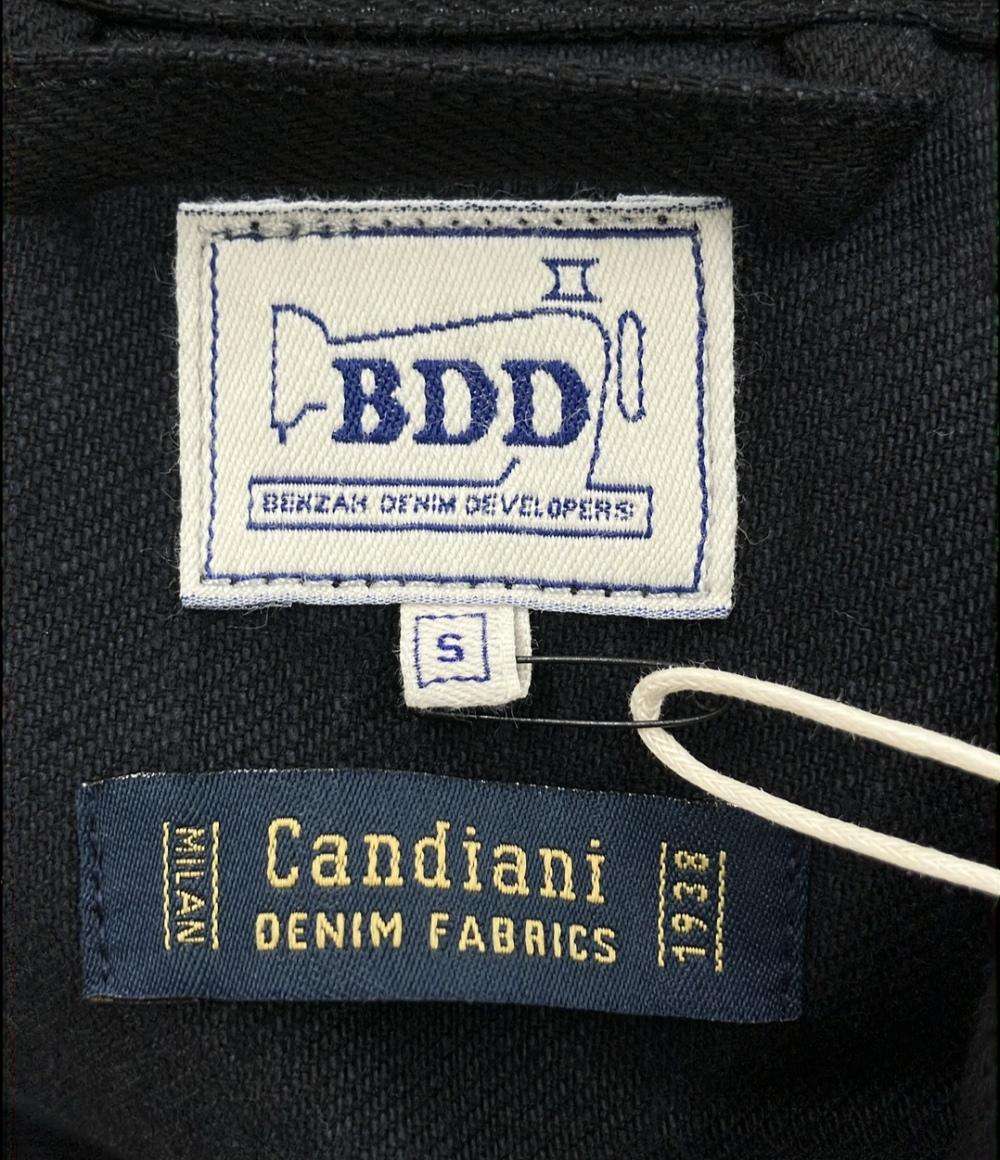 BDD
BENZAK DENIM DEVELOPERS
S
MILAN
Candiani
DENIM FABRICS
1938